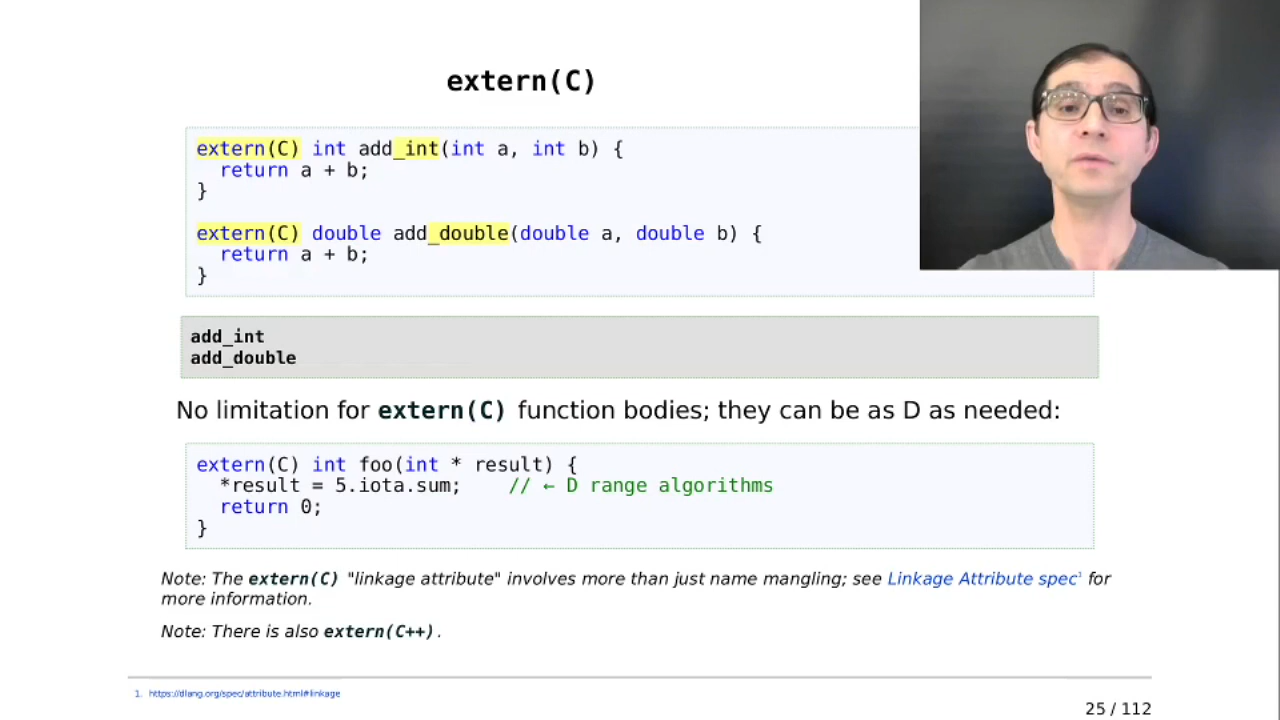 extern(C)
extern(C) int add_int(int a, int b) {
  return a + b;
}
extern(C) double add_double(double a, double b) {
  return a + b;
}
add_int
add_double
No limitation for extern(C) function bodies; they can be as D as needed:
extern(C) int foo(int * result) {
  *result = 5.iota.sum;    // ← D range algorithms
  return 0;
}
Note: The extern(C) "linkage attribute" involves more than just name mangling; see Linkage Attribute spec¹ for
more information.
Note: There is also extern(C++).
1. https://dlang.org/spec/attribute.html#linkage
25 / 112